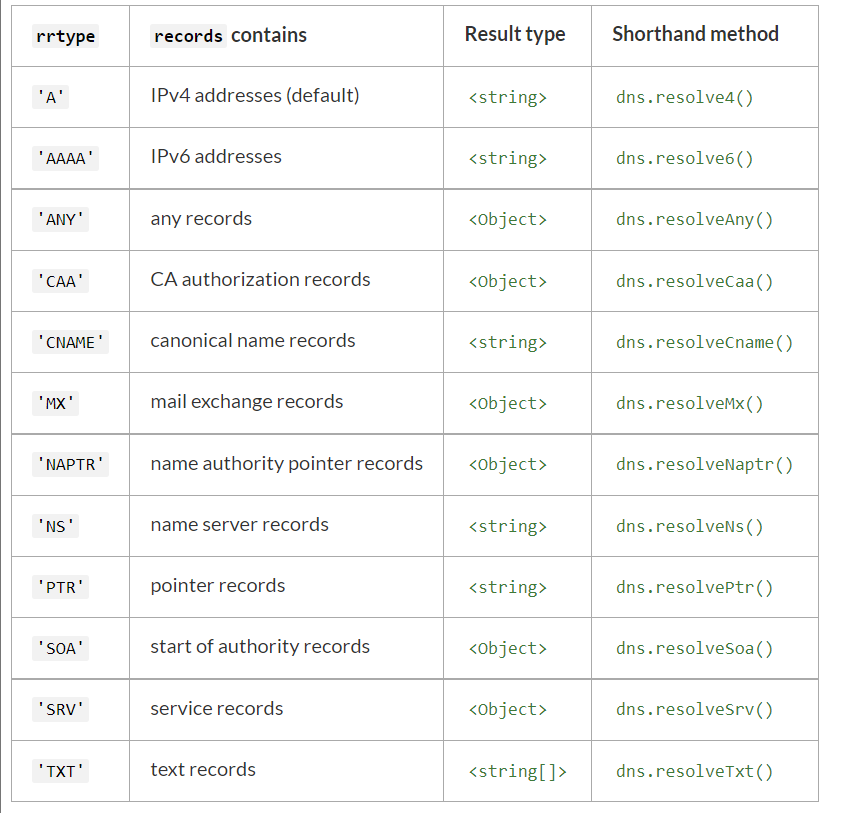 rrtype records contains Result type Shorthand method
'A' IPv4 addresses (default) <string> dns.resolve4()
'AAAA' IPv6 addresses <string> dns.resolve6()
'ANY' any records <Object> dns.resolveAny()
'CAA' CA authorization records <Object> dns.resolveCaa()
'CNAME' canonical name records <string> dns.resolveCname()
'MX' mail exchange records <Object> dns.resolveMx()
'NAPTR' name authority pointer records <Object> dns.resolveNaptr()
'NS' name server records <string> dns.resolveNs()
'PTR' pointer records <string> dns.resolvePtr()
'SOA' start of authority records <Object> dns.resolveSoa()
'SRV' service records <Object> dns.resolveSrv()
'TXT' text records <string[]> dns.resolveTxt()